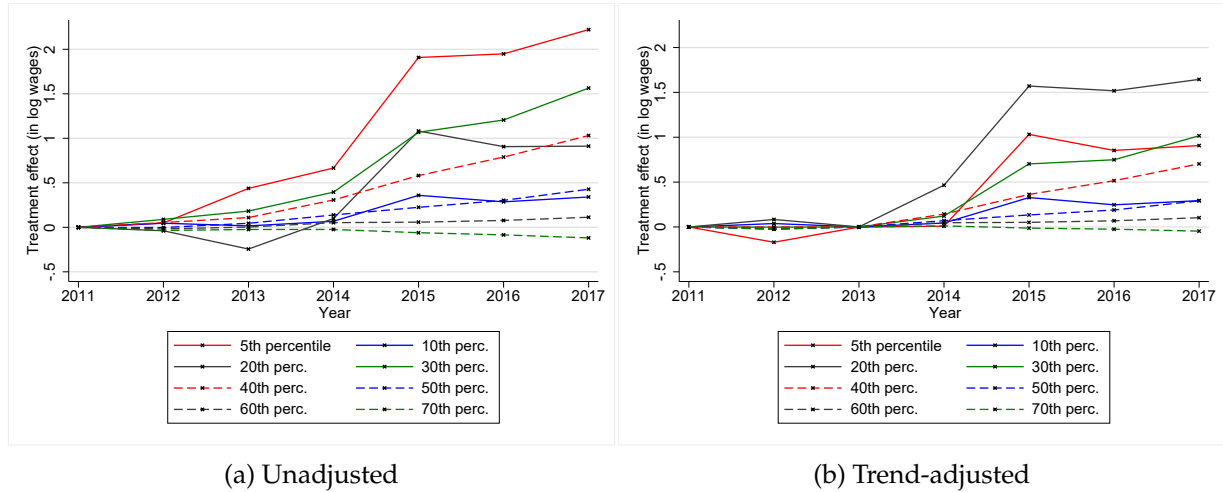 Treatment effect (in log wages)
2
1.5
1
.5
0
-.5
2011 2012 2013 2014 2015 2016 2017
Year
5th percentile 10th perc.
20th perc. 30th perc.
40th perc. 50th perc.
60th perc. 70th perc.
(a) Unadjusted
Treatment effect (in log wages)
2
1.5
1
.5
0
-.5
2011 2012 2013 2014 2015 2016 2017
Year
5th percentile 10th perc.
20th perc. 30th perc.
40th perc. 50th perc.
60th perc. 70th perc.
(b) Trend-adjusted